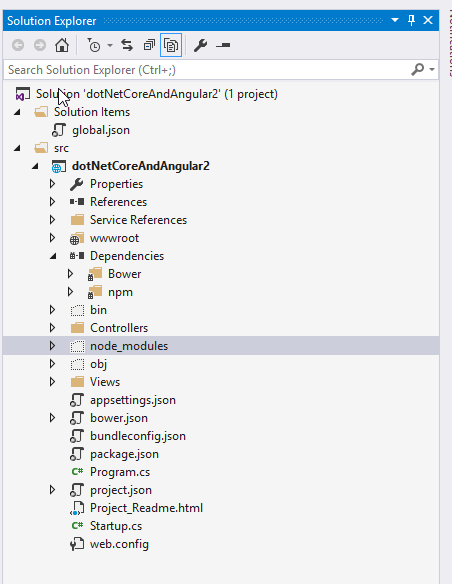 Solution Explorer
Search Solution Explorer (Ctrl+;)
Solution 'dotNetCoreAndAngular2' (1 project)
Solution Items
global.json
src
dotNetCoreAndAngular2
Properties
References
Service References
wwwroot
Dependencies
Bower
npm
bin
Controllers
node_modules
obj
Views
appsettings.json
bower.json
bundleconfig.json
package.json
C# Program.cs
project.json
Project_Readme.html
C# Startup.cs
web.config